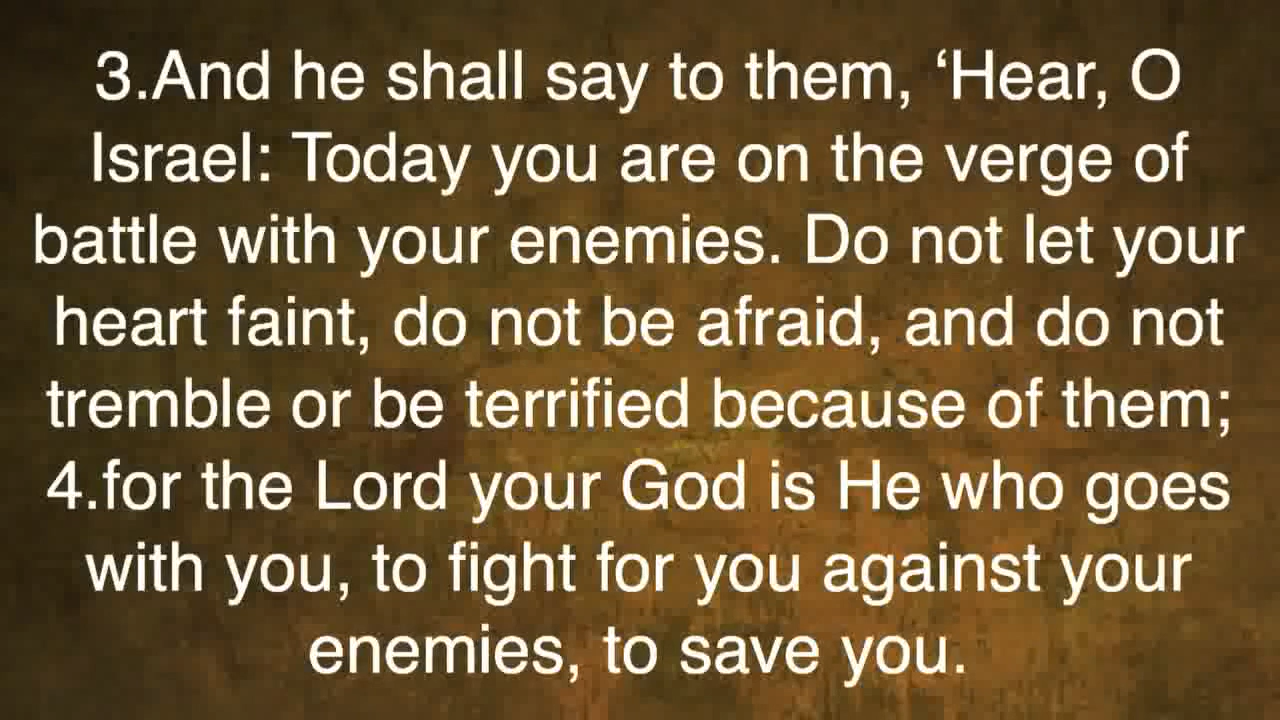 3.And he shall say to them, ‘Hear, O
Israel: Today you are on the verge of
battle with your enemies. Do not let your
heart faint, do not be afraid, and do not
tremble or be terrified because of them;
4.for the Lord your God is He who goes
with you, to fight for you against your
enemies, to save you.